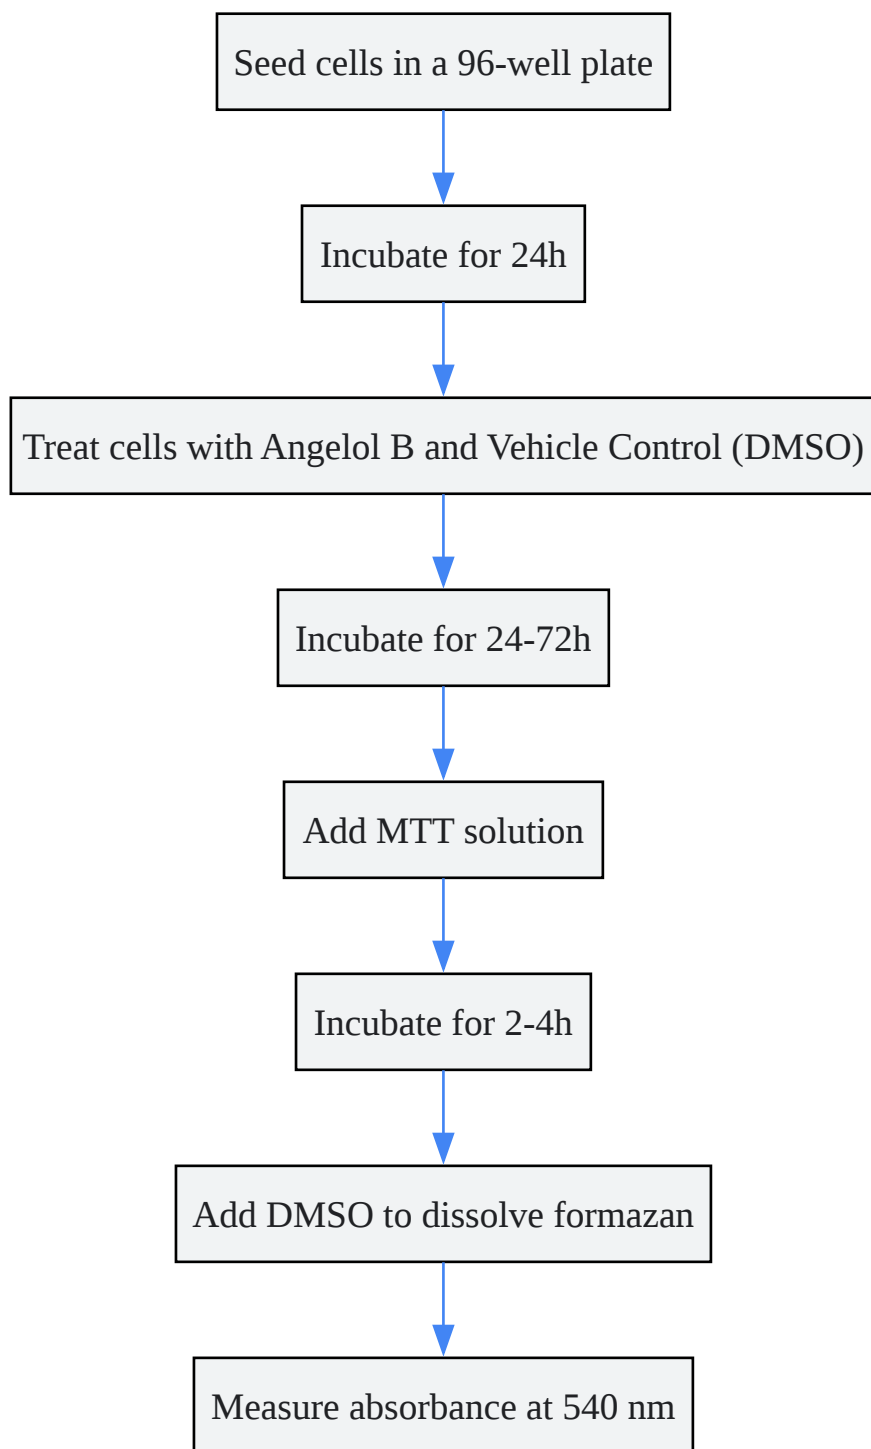 Seed cells in a 96-well plate
Incubate for 24h
Treat cells with Angelol B and Vehicle Control (DMSO)
Incubate for 24-72h
Add MTT solution
Incubate for 2-4h
Add DMSO to dissolve formazan
Measure absorbance at 540 nm